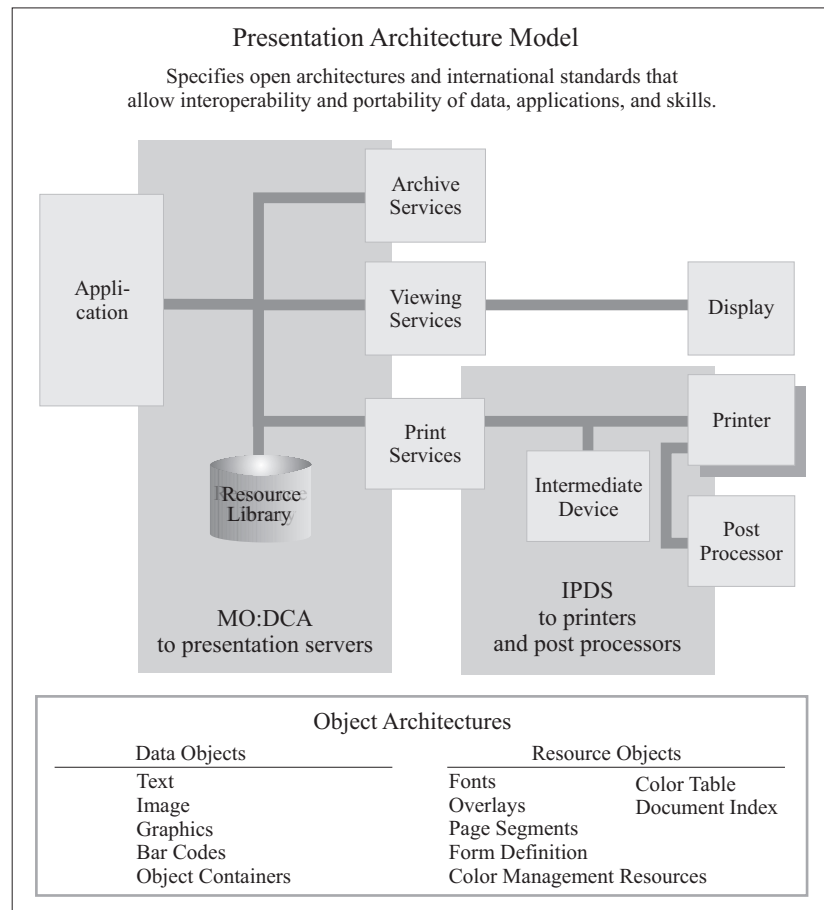 Presentation Architecture Model
Specifies open architectures and international standards that
allow interoperability and portability of data, applications, and skills.
Archive
Services
Appli-
cation
Viewing
Services
Display
Print
Services
Printer
Resource
Library
Intermediate
Device
Post
Processor
MO:DCA
to presentation servers
IPDS
to printers
and post processors
Object Architectures
Data Objects
Text
Image
Graphics
Bar Codes
Object Containers
Resource Objects
Fonts
Overlays
Page Segments
Form Definition
Color Management Resources
Color Table
Document Index